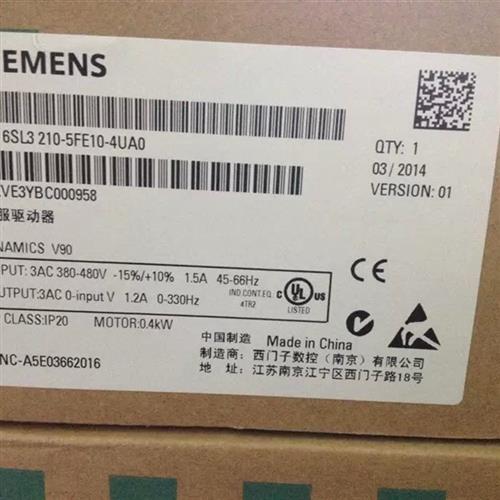 IEMENS
6SL3 210-5FE10-4UA0
QTY: 1
03 / 2014
VERSION: 01
VE3YBC000958
服驱动器
NAMICS V90
PUT: 3AC 380-480V -15%/+10% 1.5A 45-66Hz
UTPUT:3AC 0-input V 1.2A 0-330Hz
IND.CONT.EQ.
4TR2
C UL US
CE
CLASS:IP20 MOTOR:0.4kW
NC-A5E03662016
中国制造 Made in China
制造商: 西门子数控(南京)有限公司
地址: 江苏南京江宁区西门子路18号